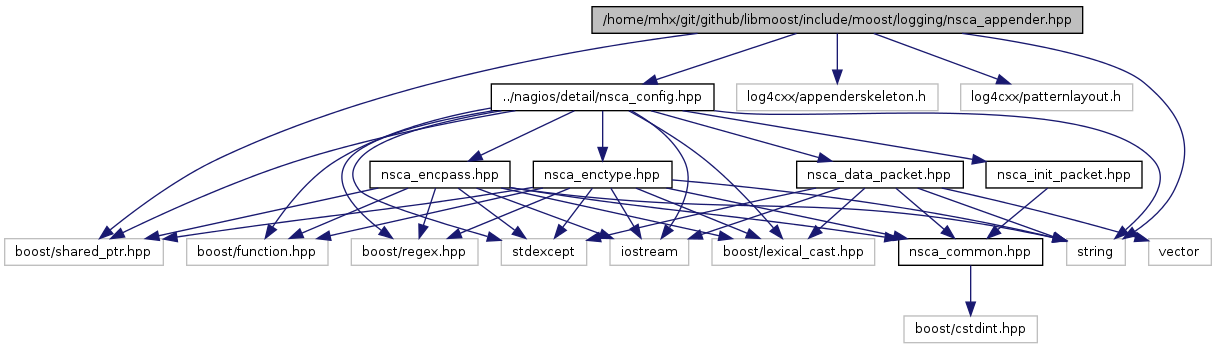 /home/mhx/git/github/libmoost/include/moost/logging/nsca_appender.hpp
../nagios/detail/nsca_config.hpp
log4cxx/appenderskeleton.h
log4cxx/patternlayout.h
nsca_encpass.hpp
nsca_enctype.hpp
nsca_data_packet.hpp
nsca_init_packet.hpp
boost/shared_ptr.hpp
boost/function.hpp
boost/regex.hpp
stdexcept
iostream
boost/lexical_cast.hpp
nsca_common.hpp
string
vector
boost/cstdint.hpp